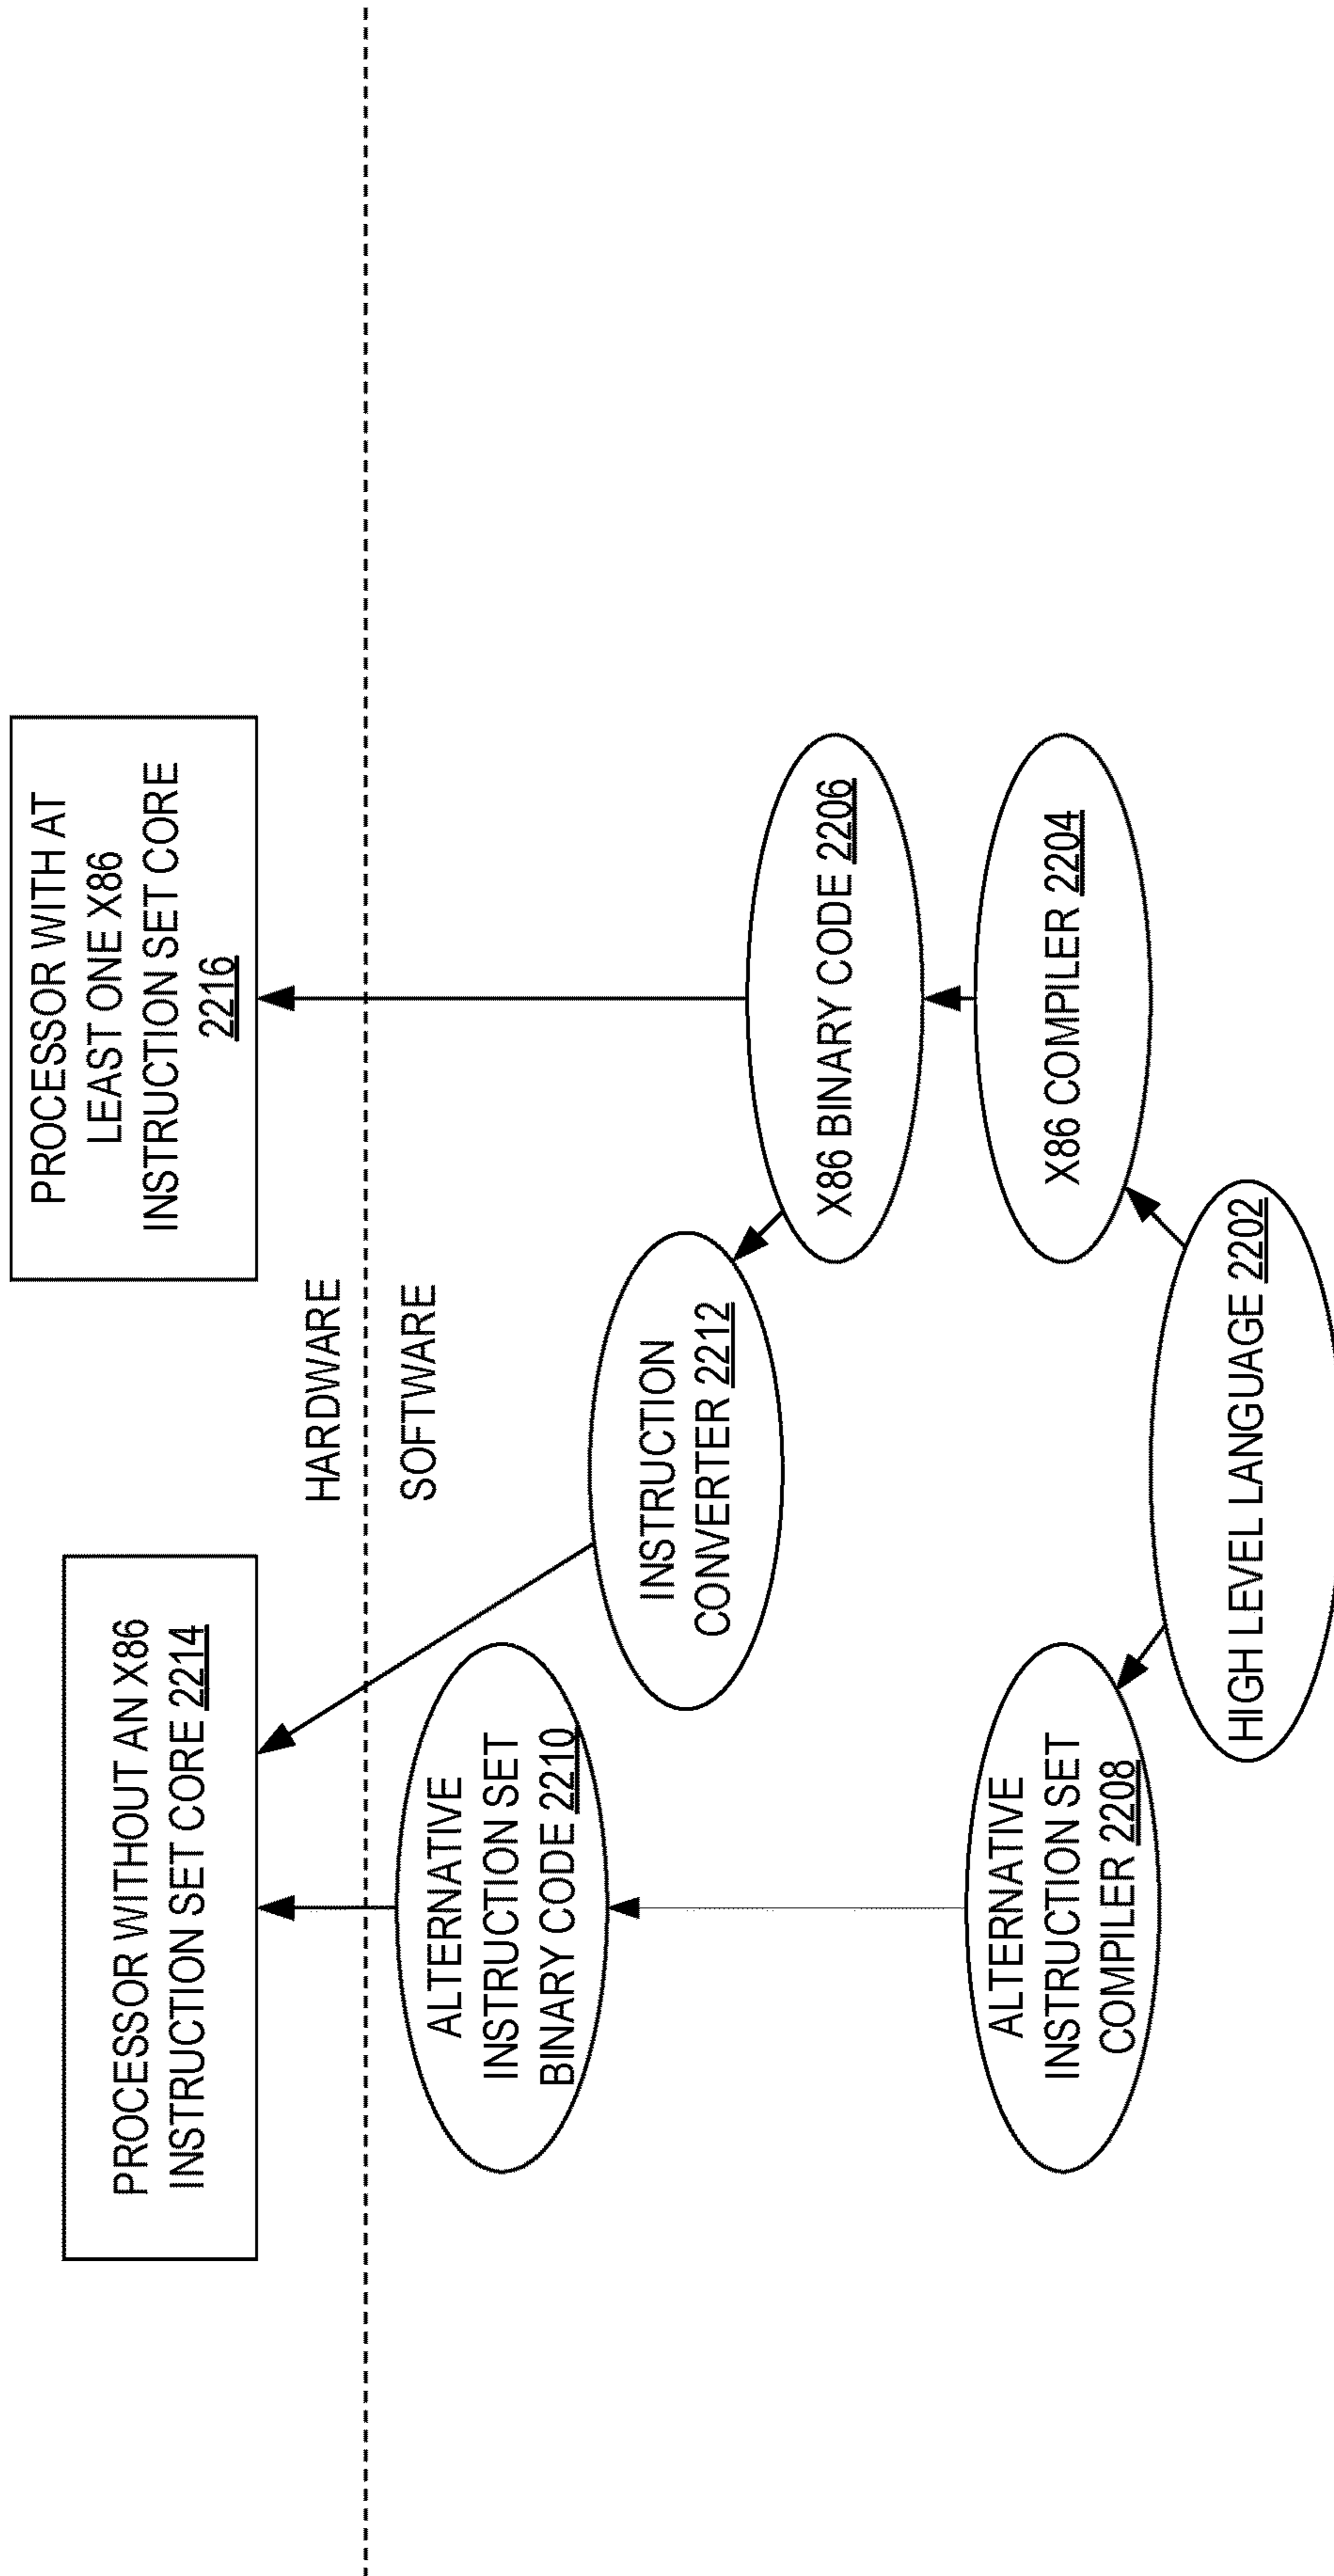 PROCESSOR WITHOUT AN X86
INSTRUCTION SET CORE 2214
PROCESSOR WITH AT
LEAST ONE X86
INSTRUCTION SET CORE
2216
HARDWARE
SOFTWARE
ALTERNATIVE
INSTRUCTION SET
BINARY CODE 2210
INSTRUCTION
CONVERTER 2212
X86 BINARY CODE 2206
ALTERNATIVE
INSTRUCTION SET
COMPILER 2208
X86 COMPILER 2204
HIGH LEVEL LANGUAGE 2202